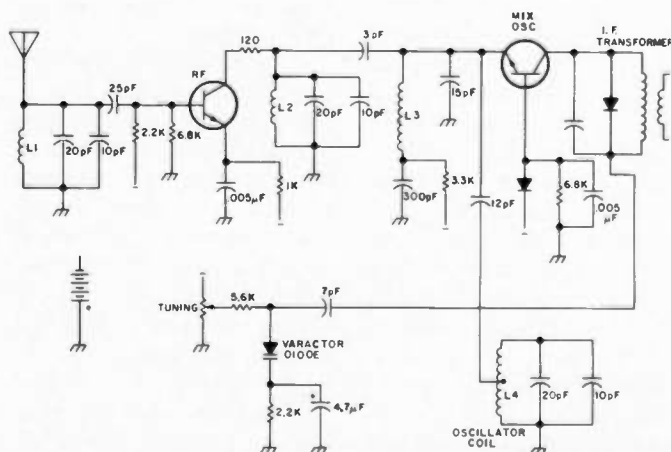 MIX
OSC
I. F.
TRANSFORMER
3pF
120
RF
25pF
15pF
L2
20pF
10pF
L3
L1
20pF
10pF
2.2K
6.8K
.005µF
1K
300pF
3.3K
12pF
6.8K
.005
µF
7pF
TUNING
5.6K
VARACTOR
DIODE
2.2K
4.7µF
+
+
L4
20pF
10pF
OSCILLATOR
COIL